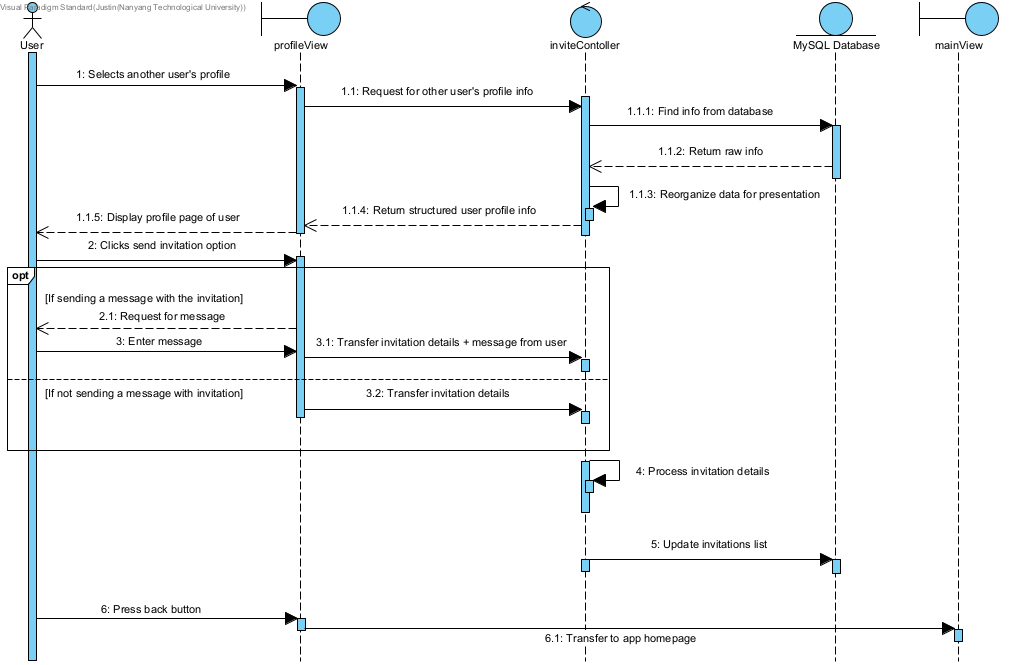 Visual Paradigm Standard(Justin(Nanyang Technological University))
User
profileView
inviteContoller
MySQL Database
mainView
1: Selects another user's profile
1.1: Request for other user's profile info
1.1.1: Find info from database
1.1.2: Return raw info
1.1.3: Reorganize data for presentation
1.1.4: Return structured user profile info
1.1.5: Display profile page of user
2: Clicks send invitation option
opt
[If sending a message with the invitation]
2.1: Request for message
3: Enter message
3.1: Transfer invitation details + message from user
[If not sending a message with invitation]
3.2: Transfer invitation details
4: Process invitation details
5: Update invitations list
6: Press back button
6.1: Transfer to app homepage